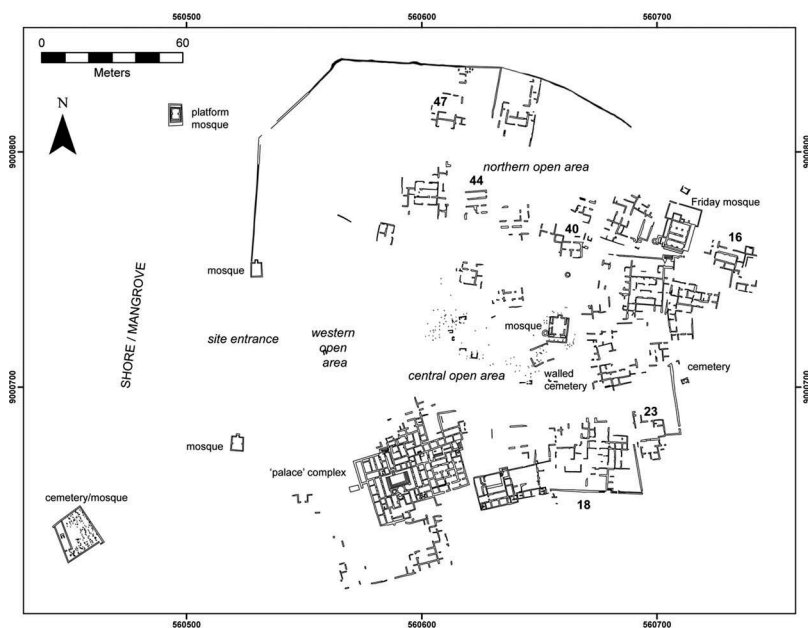 560500
560600
560700
0
60
Meters
N
platform
mosque
47
9000800
9000800
northern open area
44
Friday mosque
40
16
mosque
SHORE / MANGROVE
site entrance
western
open
area
mosque
central open area
walled
cemetery
cemetery
9000700
9000700
23
mosque
'palace' complex
cemetery/mosque
18
560500
560600
560700